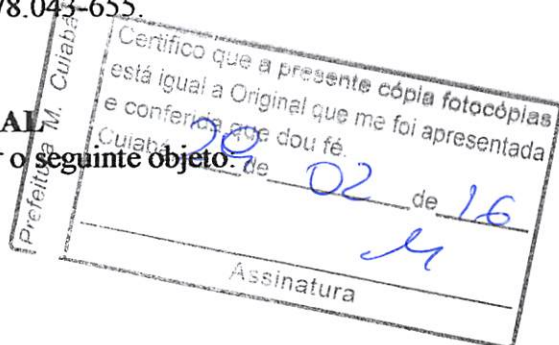 78.043-655.
AL
r o seguinte objeto:
Prefeitura M. Cuiabá
Certifico que a presente cópia fotocópias
está igual a Original que me foi apresentada
e conferida que dou fé.
Cuiabá 29 de 02 de 16
Assinatura